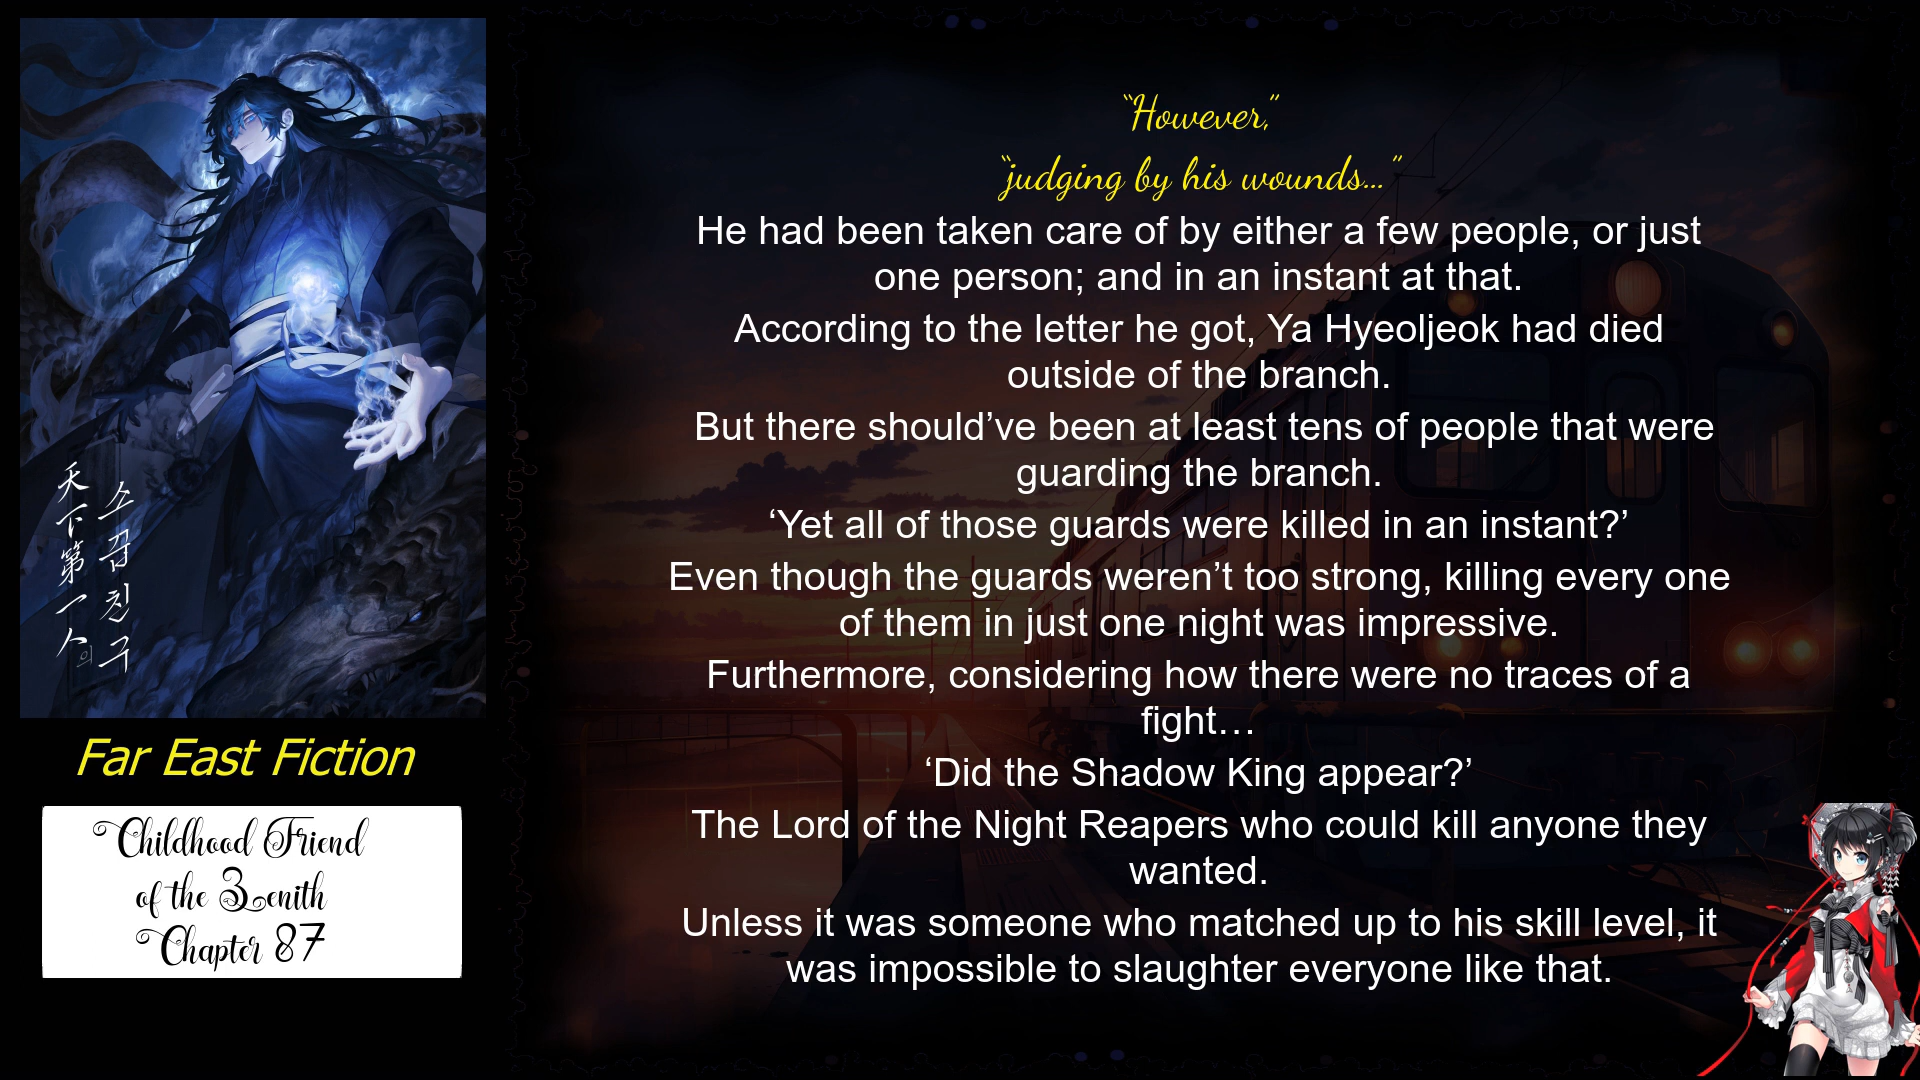 天下第一人의
소꿉친구
Far East Fiction
Childhood Friend
of the Zenith
Chapter 87
“However,”
“judging by his wounds…”
He had been taken care of by either a few people, or just
one person; and in an instant at that.
According to the letter he got, Ya Hyeoljeok had died
outside of the branch.
But there should’ve been at least tens of people that were
guarding the branch.
‘Yet all of those guards were killed in an instant?’
Even though the guards weren’t too strong, killing every one
of them in just one night was impressive.
Furthermore, considering how there were no traces of a
fight…
‘Did the Shadow King appear?’
The Lord of the Night Reapers who could kill anyone they
wanted.
Unless it was someone who matched up to his skill level, it
was impossible to slaughter everyone like that.